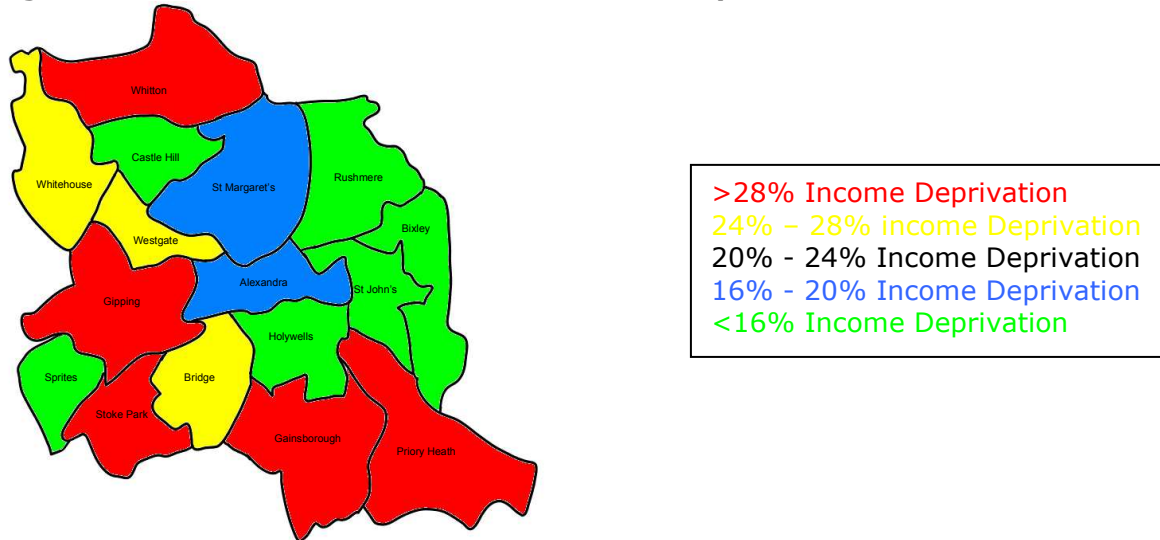 Whitton
Castle Hill
Whitehouse
St Margaret's
Rushmere
Bixley
Westgate
Alexandra
St John's
Gipping
Holywells
Sprites
Bridge
Stoke Park
Gainsborough
Priory Heath
>28% Income Deprivation
24% – 28% income Deprivation
20% - 24% Income Deprivation
16% - 20% Income Deprivation
<16% Income Deprivation